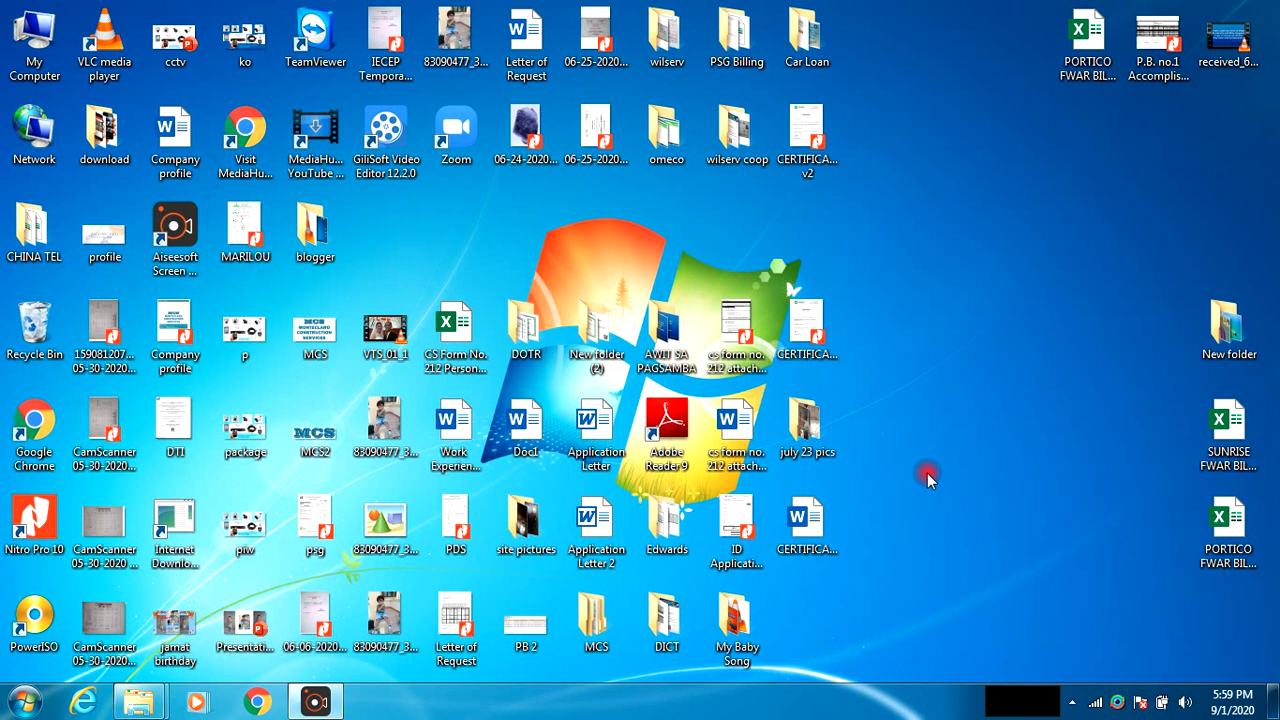 My Computer
VLC media player
cctv
ko
TeamViewer
IECEP Tempora...
83090477_3...
Letter of Request
06-25-2020...
wilserv
PSG Billing
Car Loan
PORTICO FWAR BIL...
P.B. no.1 Accomplis...
received_6...
Network
download
Company profile
Visit MediaHu...
MediaHu... YouTube ...
GiliSoft Video Editor 12.2.0
Zoom
06-24-2020...
06-25-2020...
omeco
wilserv coop
CERTIFICA... v2
CHINA TEL
profile
Aiseesoft Screen ...
MARILOU
blogger
Recycle Bin
159081207... 05-30-2020...
Company profile
p
MCS
VTS_01_1
CS Form No. 212 Person...
DOTR
New folder (2)
AWIT SA PAGSAMBA
cs form no. 212 attach...
CERTIFICA...
New folder
Google Chrome
CamScanner 05-30-2020 ...
DTI
package
MCS2
83090477_3...
Work Experien...
Doc1
Application Letter
Adobe Reader 9
cs form no. 212 attach...
july 23 pics
SUNRISE FWAR BIL...
Nitro Pro 10
CamScanner 05-30-2020 ...
Internet Downlo...
piw
psg
83090477_3...
PDS
site pictures
Application Letter 2
Edwards
ID Applicati...
CERTIFICA...
PORTICO FWAR BIL...
PowerISO
CamScanner 05-30-2020...
jamat birthday
Presentati...
06-06-2020...
83090477_3...
Letter of Request
PB 2
MCS
DICT
My Baby Song
5:59 PM
9/1/2020